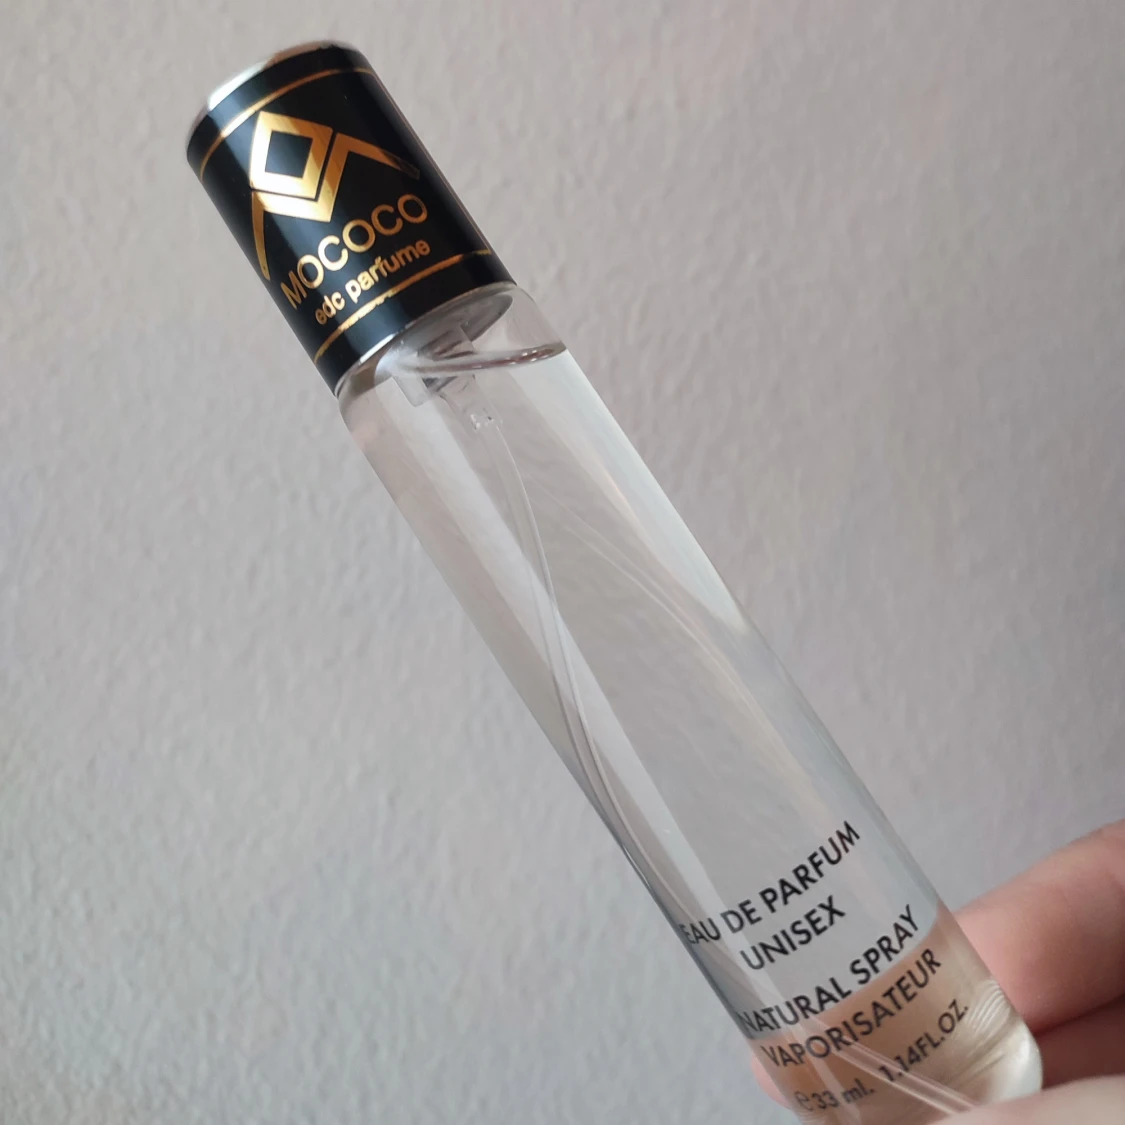 MOCOCO
edc parfume
EAU DE PARFUM
UNISEX
NATURAL SPRAY
VAPORISATEUR
e 33 ml. 1.14FL.OZ.